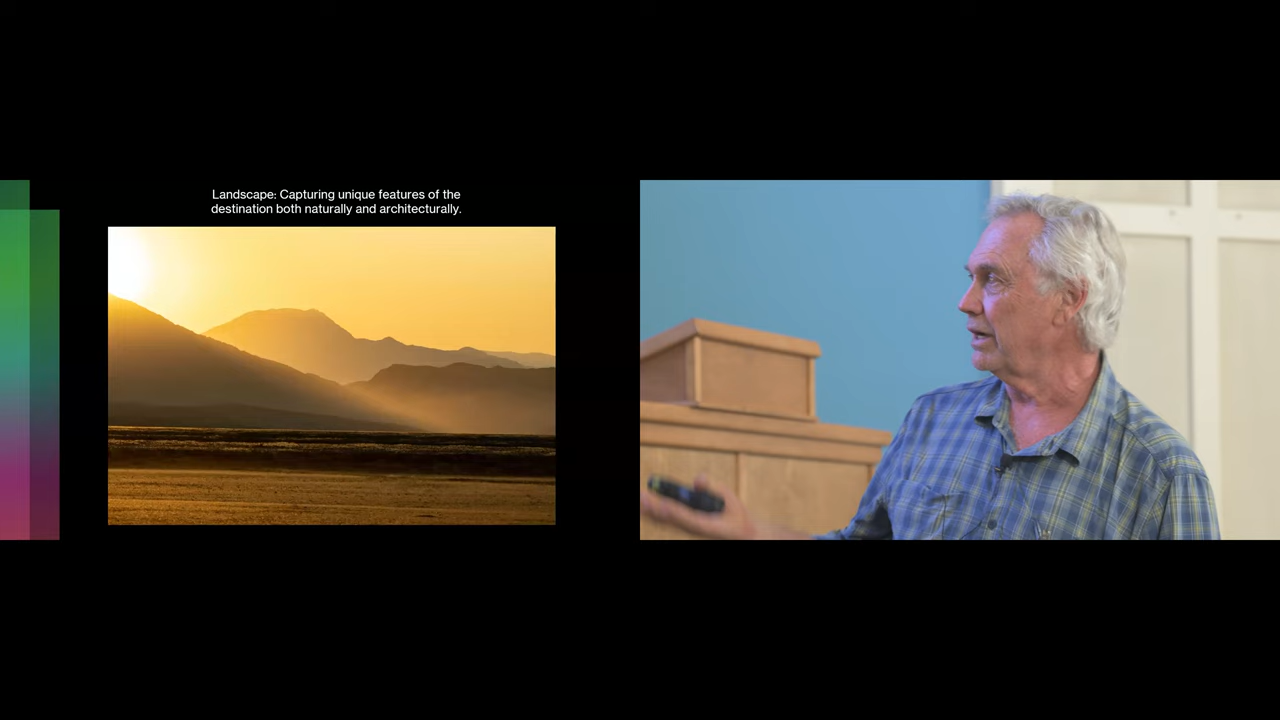 Landscape: Capturing unique features of the
destination both naturally and architecturally.